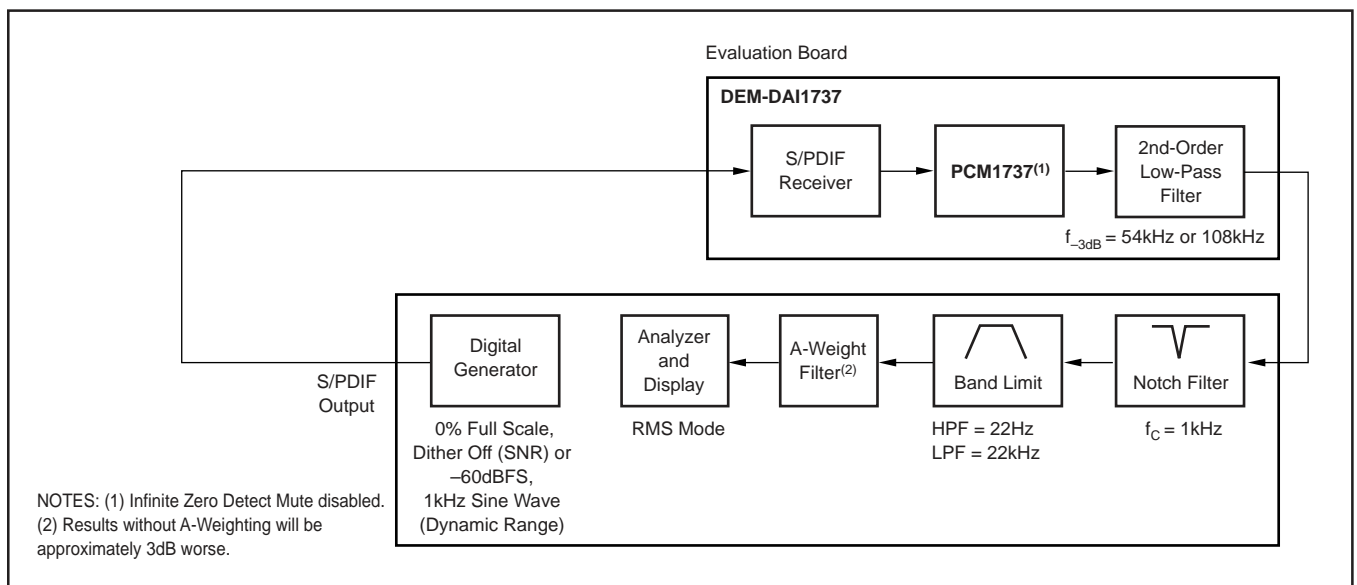 Evaluation Board
DEM-DAI1737
S/PDIF
Receiver
PCM1737(1)
2nd-Order
Low-Pass
Filter
f–3dB = 54kHz or 108kHz
Digital
Generator
S/PDIF
Output
0% Full Scale,
Dither Off (SNR) or
–60dBFS,
1kHz Sine Wave
(Dynamic Range)
Analyzer
and
Display
RMS Mode
A-Weight
Filter(2)
Band Limit
HPF = 22Hz
LPF = 22kHz
Notch Filter
fC = 1kHz
NOTES: (1) Infinite Zero Detect Mute disabled.
(2) Results without A-Weighting will be
approximately 3dB worse.